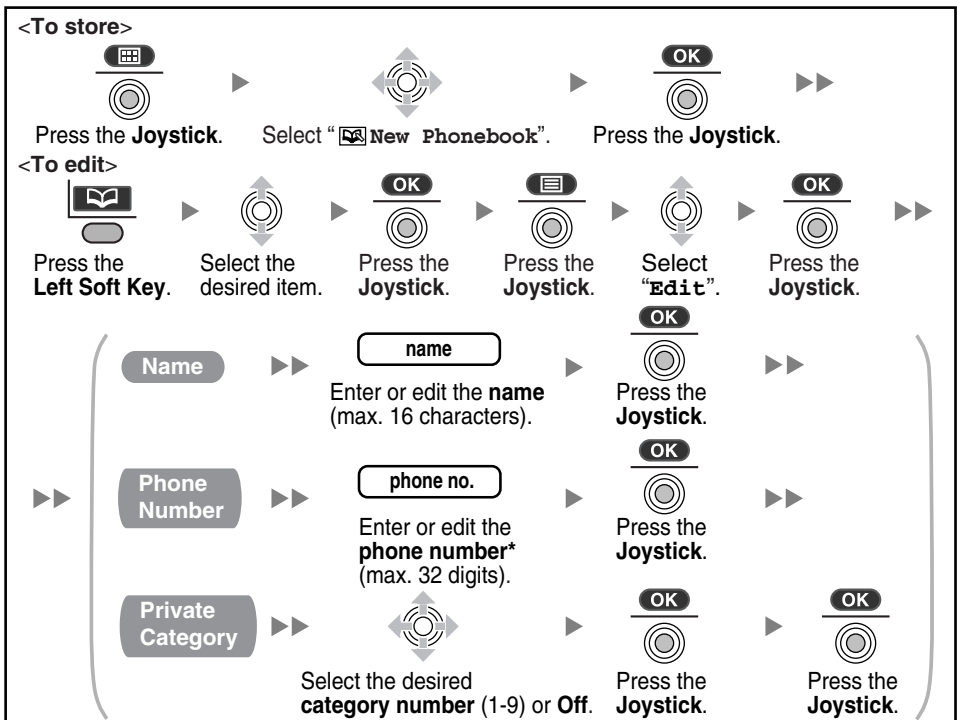 <To store>
OK
Press the Joystick. Select “ New Phonebook”. Press the Joystick.
<To edit>
OK OK
Press the Left Soft Key.
Select the desired item.
Press the Joystick.
Press the Joystick.
Select “Edit”.
Press the Joystick.
Name
name
Enter or edit the name
(max. 16 characters).
OK
Press the
Joystick.
Phone
Number
phone no.
Enter or edit the
phone number*
(max. 32 digits).
OK
Press the
Joystick.
Private
Category
Select the desired
category number (1-9) or Off.
OK
Press the
Joystick.
OK
Press the
Joystick.